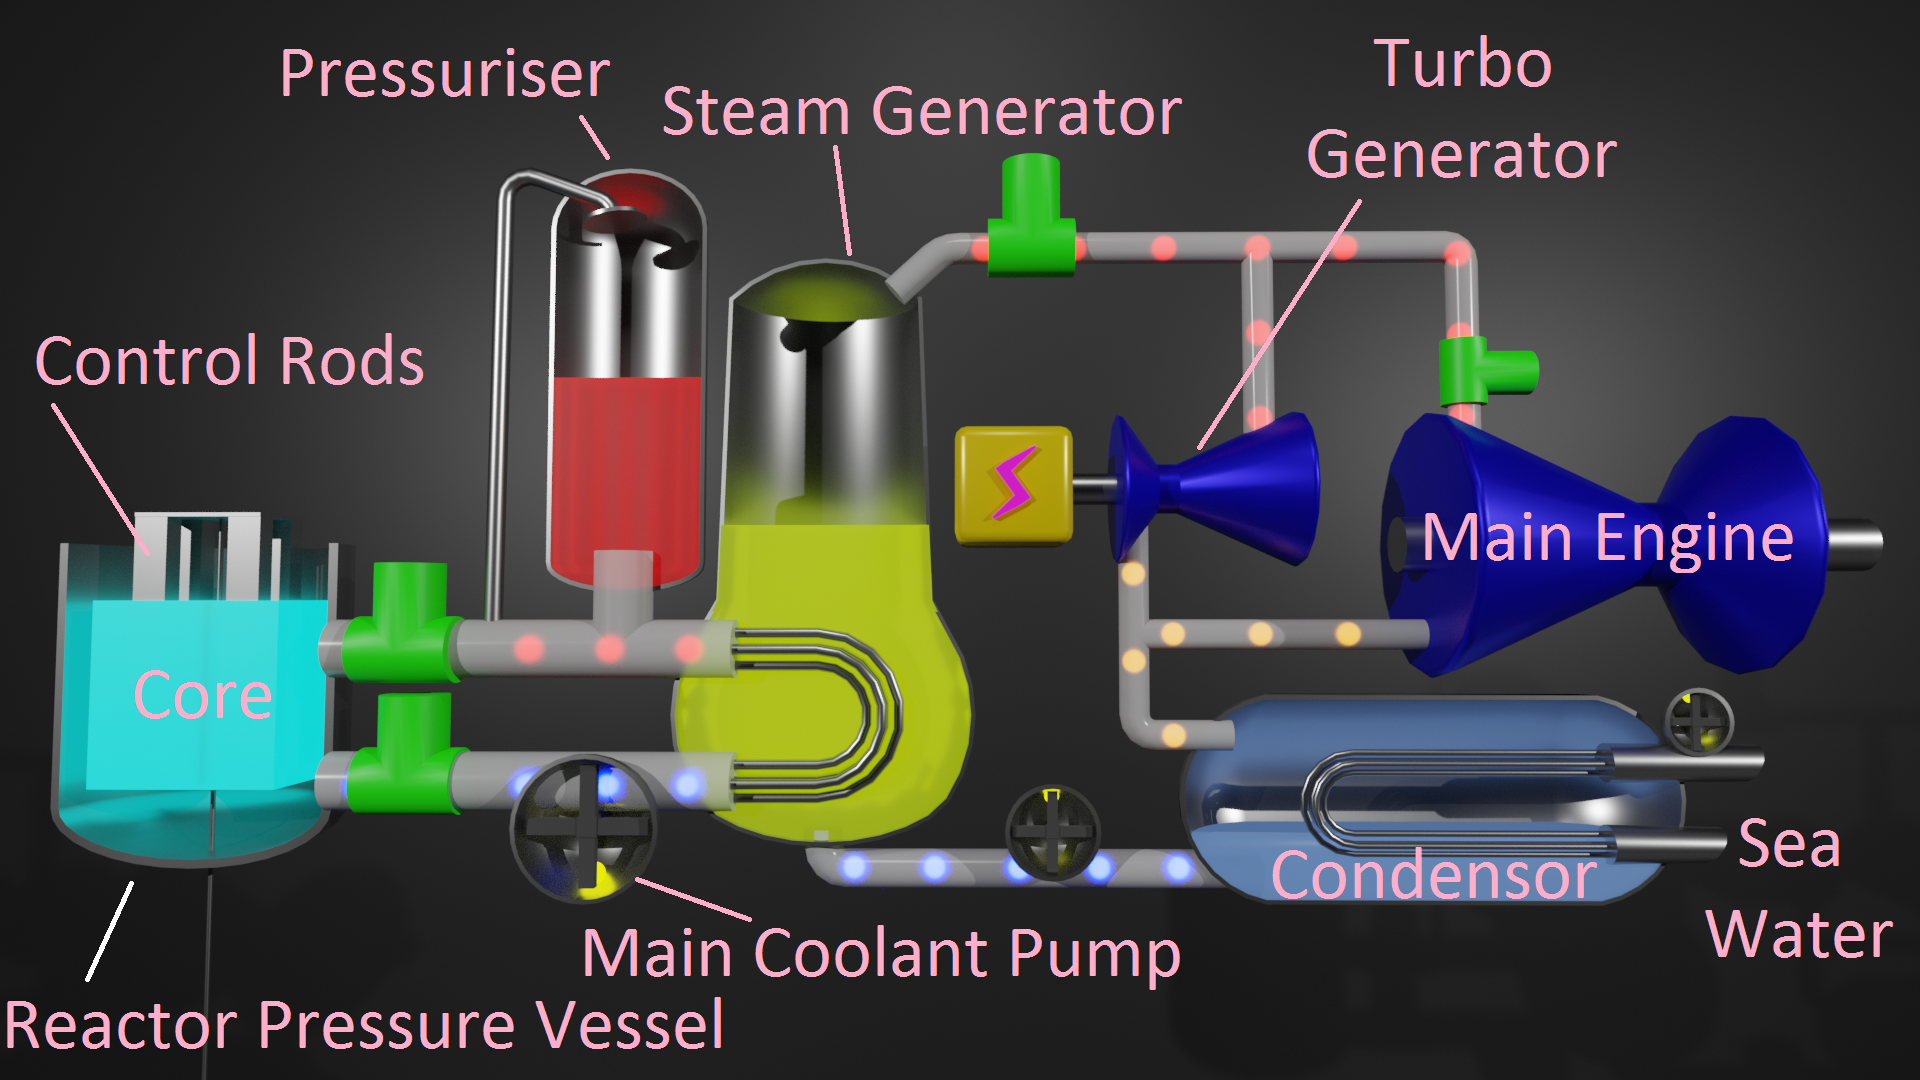 Pressuriser
Steam Generator
Turbo
Generator
Control Rods
Core
Main Engine
Condensor
Sea
Water
Main Coolant Pump
Reactor Pressure Vessel